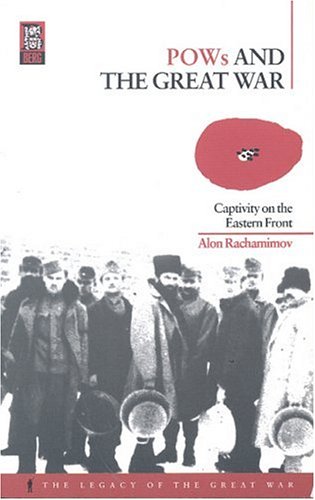 BERG
POWs AND
THE GREAT WAR
Captivity on the
Eastern Front
Alon Rachamimov
THE LEGACY OF THE GREAT WAR